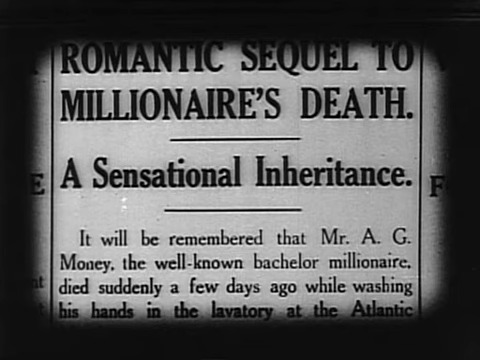 ROMANTIC SEQUEL TO
MILLIONAIRE'S DEATH.
A Sensational Inheritance.
It will be remembered that Mr. A. G.
Money, the well-known bachelor millionaire,
died suddenly a few days ago while washing
his hands in the lavatory at the Atlantic
E
F
nt